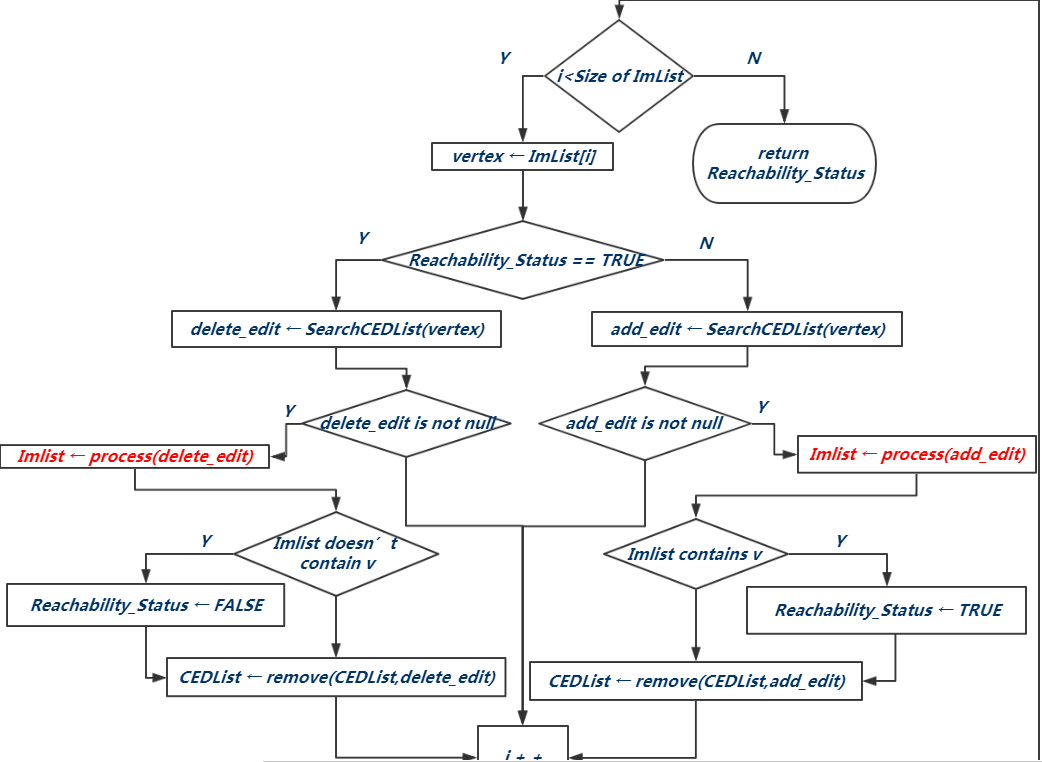 Y
N
i<Size of ImList
vertex ← ImList[i]
return
Reachability_Status
Y
N
Reachability_Status == TRUE
delete_edit ← SearchCEDList(vertex)
add_edit ← SearchCEDList(vertex)
Y
delete_edit is not null
add_edit is not null
Y
Imlist ← process(delete_edit)
Imlist ← process(add_edit)
Y
Imlist doesn´t
contain v
Imlist contains v
Y
Reachability_Status ← FALSE
Reachability_Status ← TRUE
CEDList ← remove(CEDList,delete_edit)
CEDList ← remove(CEDList,add_edit)
i + +